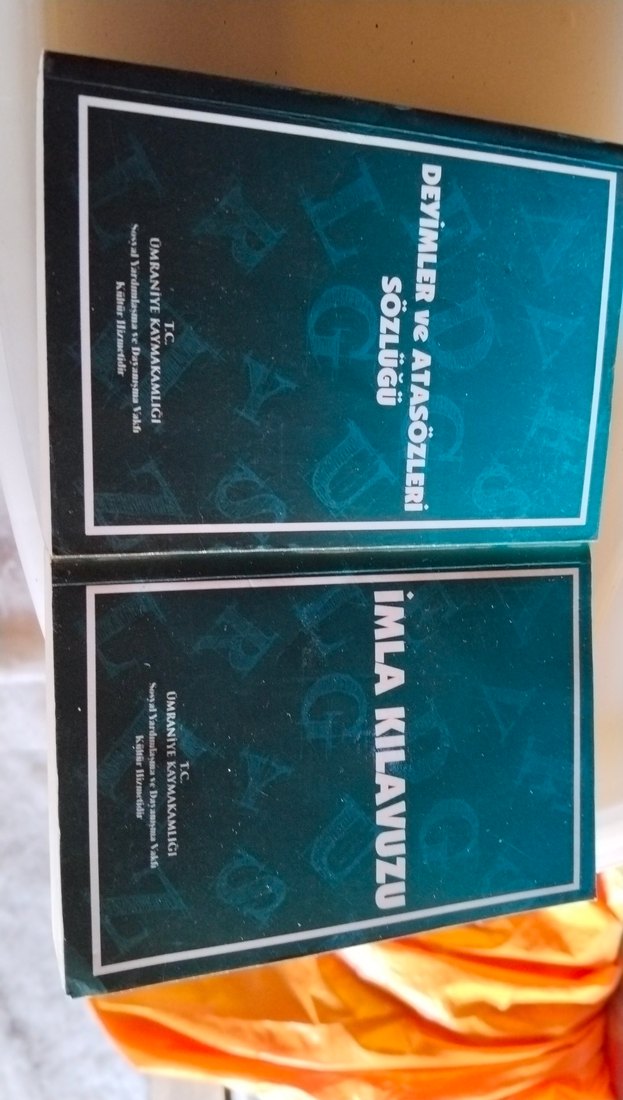 DEYİMLER ve ATASÖZLERİ
SÖZLÜĞÜ
T.C.
ÜMRANİYE KAYMAKAMLIĞI
Sosyal Yardımlaşma ve Dayanışma Vakfı
Kültür Hizmetidir
İMLA KILAVUZU
T.C.
ÜMRANİYE KAYMAKAMLIĞI
Sosyal Yardımlaşma ve Dayanışma Vakfı
Kültür Hizmetidir